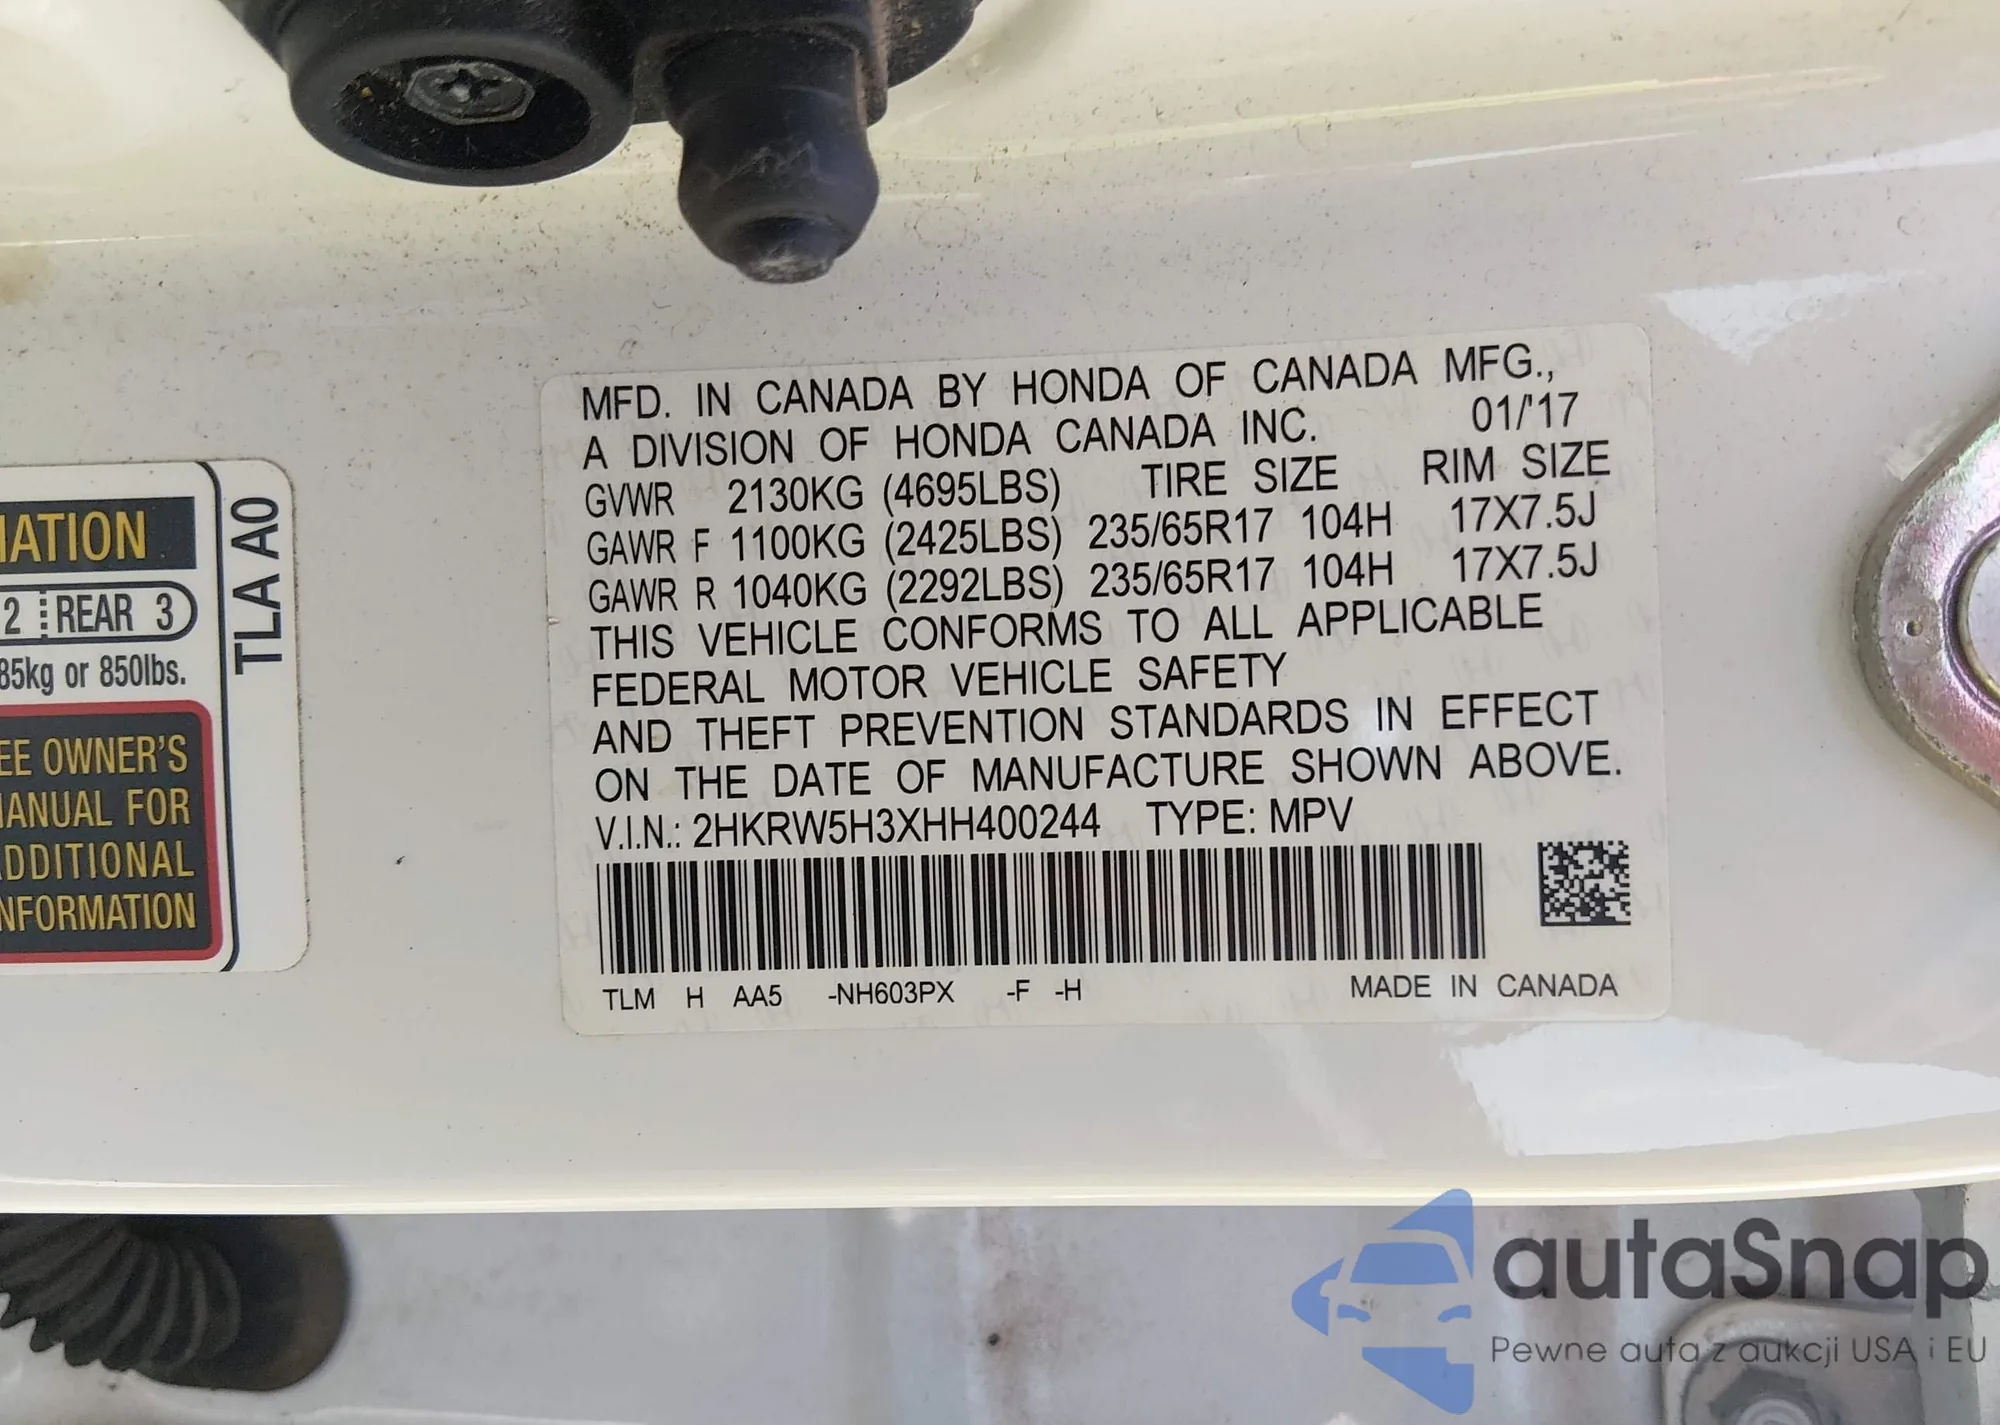 MFD. IN CANADA BY HONDA OF CANADA MFG.,
A DIVISION OF HONDA CANADA INC. 01/'17
GVWR 2130KG (4695LBS) TIRE SIZE RIM SIZE
GAWR F 1100KG (2425LBS) 235/65R17 104H 17X7.5J
GAWR R 1040KG (2292LBS) 235/65R17 104H 17X7.5J
THIS VEHICLE CONFORMS TO ALL APPLICABLE
FEDERAL MOTOR VEHICLE SAFETY
AND THEFT PREVENTION STANDARDS IN EFFECT
ON THE DATE OF MANUFACTURE SHOWN ABOVE.
V.I.N.: 2HKRW5H3XHH400244 TYPE: MPV
TLM H AA5 -NH603PX -F -H MADE IN CANADA
IATION
2 REAR 3
85kg or 850lbs.
EE OWNER'S
MANUAL FOR
ADDITIONAL
NFORMATION
TLA A0
autaSnap
Pewne auta z aukcji USA i EU